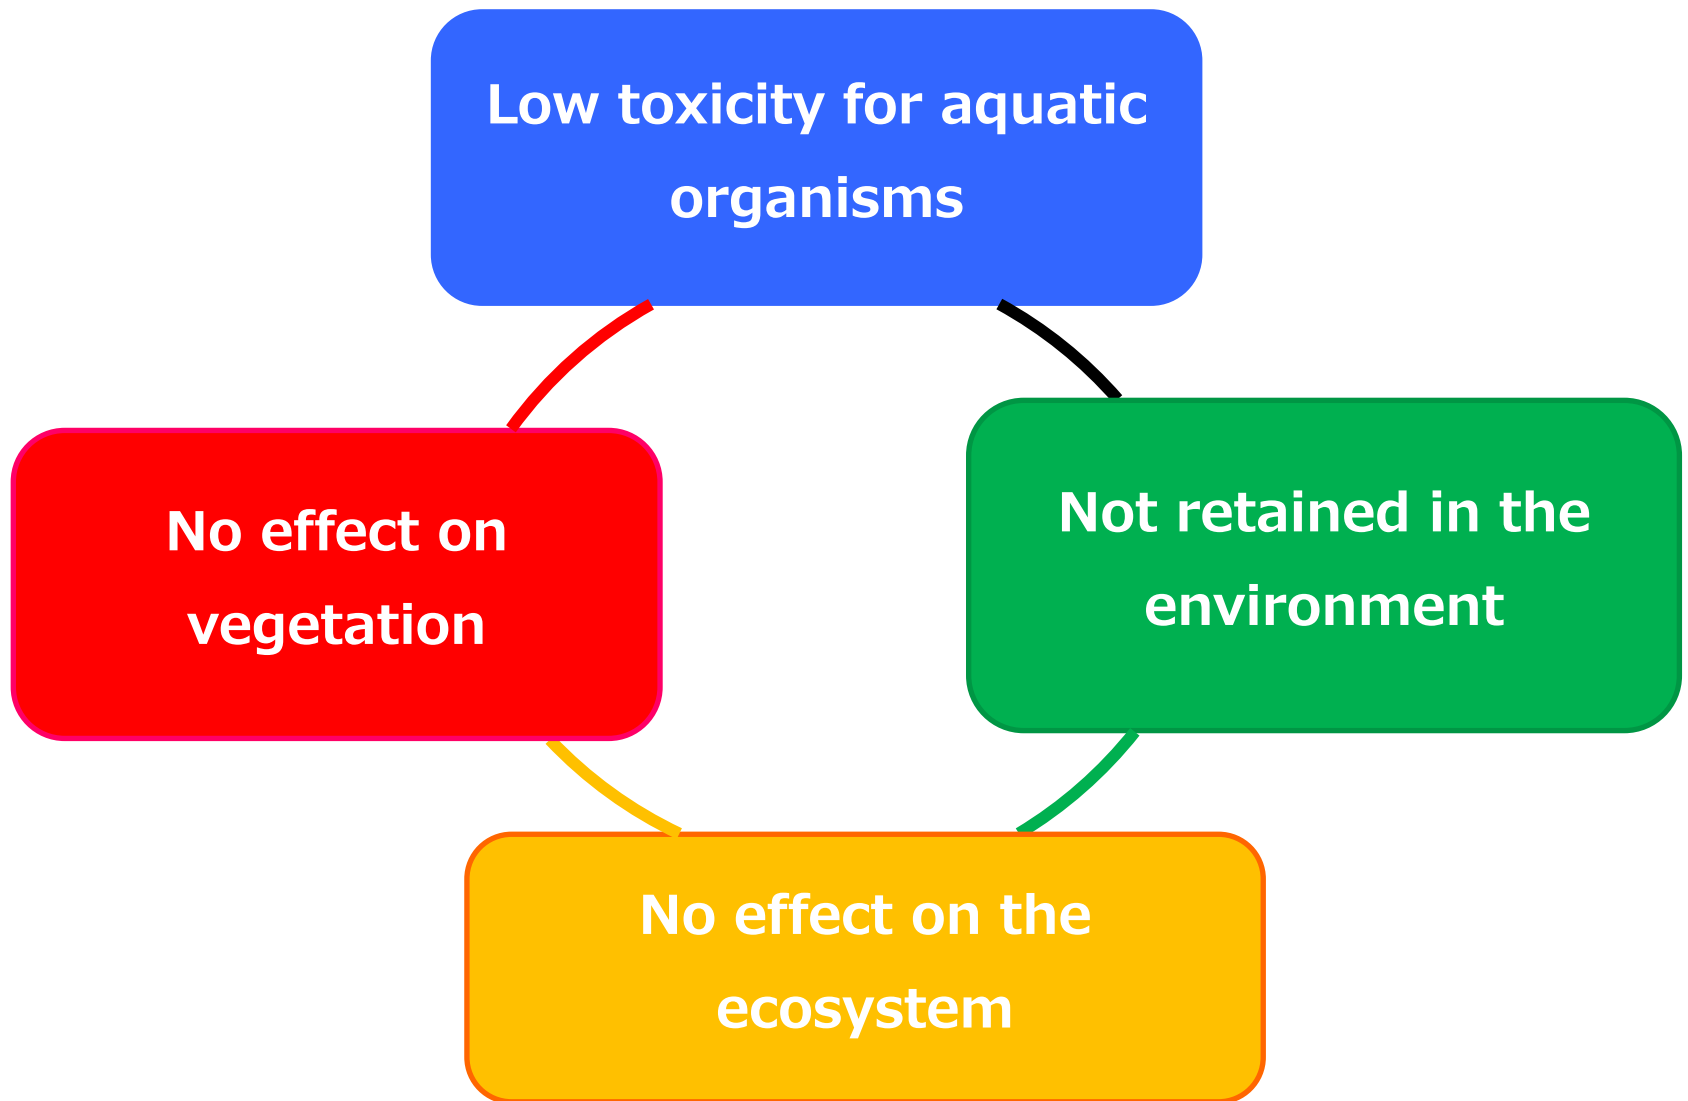 Low toxicity for aquatic
organisms
No effect on
vegetation
Not retained in the
environment
No effect on the
ecosystem